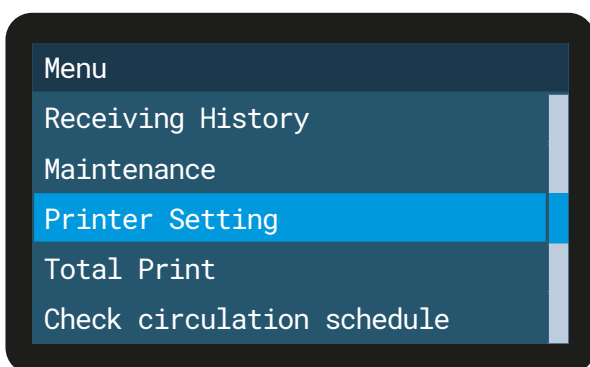 Menu
Receiving History
Maintenance
Printer Setting
Total Print
Check circulation schedule